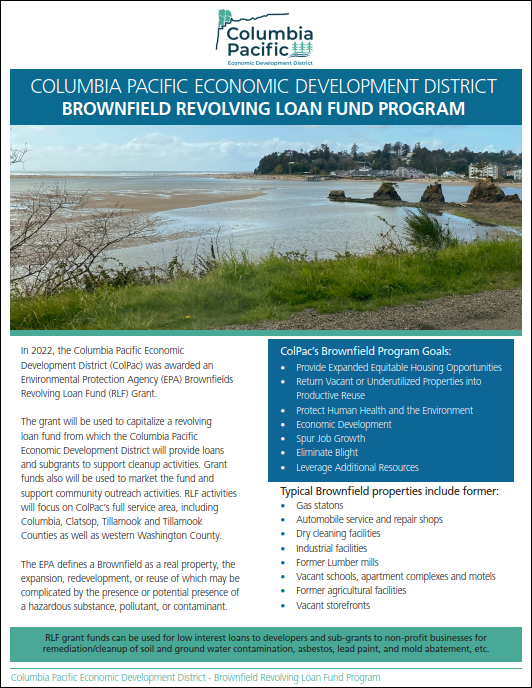 Columbia
Pacific
Economic Development District
COLUMBIA PACIFIC ECONOMIC DEVELOPMENT DISTRICT
BROWNFIELD REVOLVING LOAN FUND PROGRAM
In 2022, the Columbia Pacific Economic
Development District (ColPac) was awarded an
Environmental Protection Agency (EPA) Brownfields
Revolving Loan Fund (RLF) Grant.
The grant will be used to capitalize a revolving
loan fund from which the Columbia Pacific
Economic Development District will provide loans
and subgrants to support cleanup activities. Grant
funds also will be used to market the fund and
support community outreach activities. RLF activities
will focus on ColPac's full service area, including
Columbia, Clatsop, Tillamook and Tillamook
Counties as well as western Washington County.
The EPA defines a Brownfield as a real property, the
expansion, redevelopment, or reuse of which may be
complicated by the presence or potential presence of
a hazardous substance, pollutant, or contaminant.
ColPac's Brownfield Program Goals:
• Provide Expanded Equitable Housing Opportunities
• Return Vacant or Underutilized Properties into
Productive Reuse
• Protect Human Health and the Environment
• Economic Development
• Spur Job Growth
• Eliminate Blight
• Leverage Additional Resources
Typical Brownfield properties include former:
• Gas statons
• Automobile service and repair shops
• Dry cleaning facilities
• Industrial facilities
• Former Lumber mills
• Vacant schools, apartment complexes and motels
• Former agricultural facilities
• Vacant storefronts
RLF grant funds can be used for low interest loans to developers and sub-grants to non-profit businesses for
remediation/cleanup of soil and ground water contamination, asbestos, lead paint, and mold abatement, etc.
Columbia Pacific Economic Development District - Brownfield Revolving Loan Fund Program